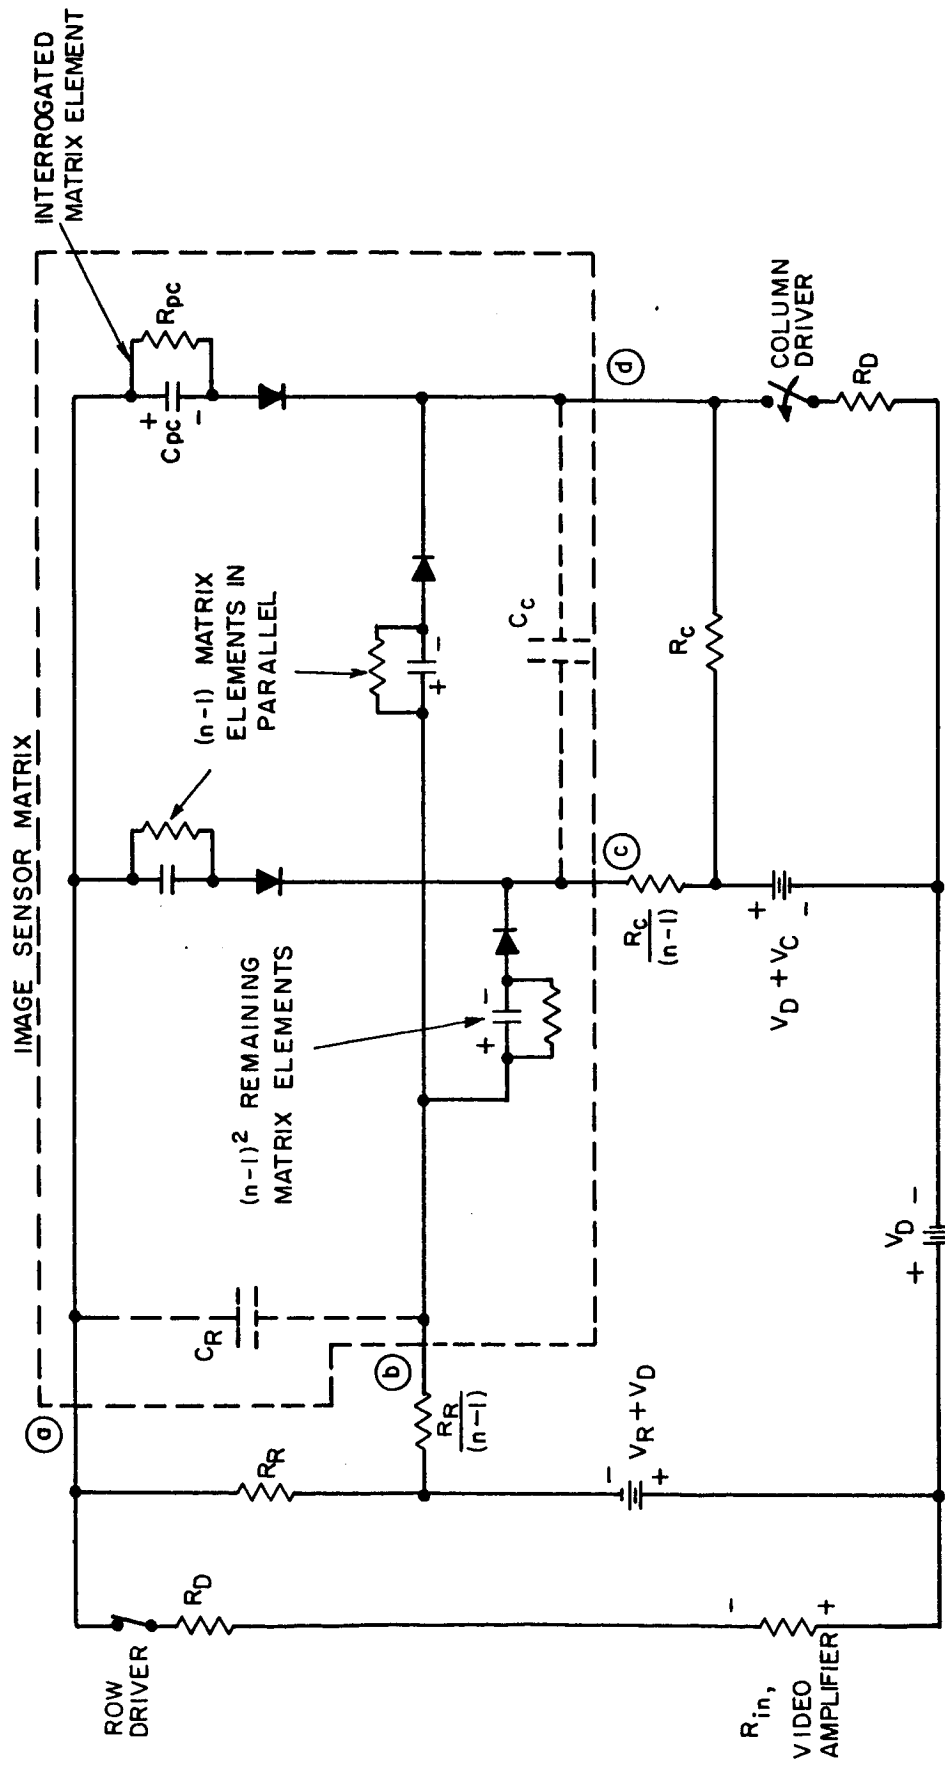 INTERROGATED
MATRIX ELEMENT
IMAGE SENSOR MATRIX
Rpc
+
Cpc
-
(n-1) MATRIX
ELEMENTS IN
PARALLEL
(n-1)² REMAINING
MATRIX ELEMENTS
+
-
+
-
CR
CC
a
b
c
d
ROW
DRIVER
RD
RR
RR
(n-1)
RC
(n-1)
RC
COLUMN
DRIVER
RD
-
+
VR + VD
+
-
VD + VC
Rin,
VIDEO
AMPLIFIER
-
+
+
VD
-